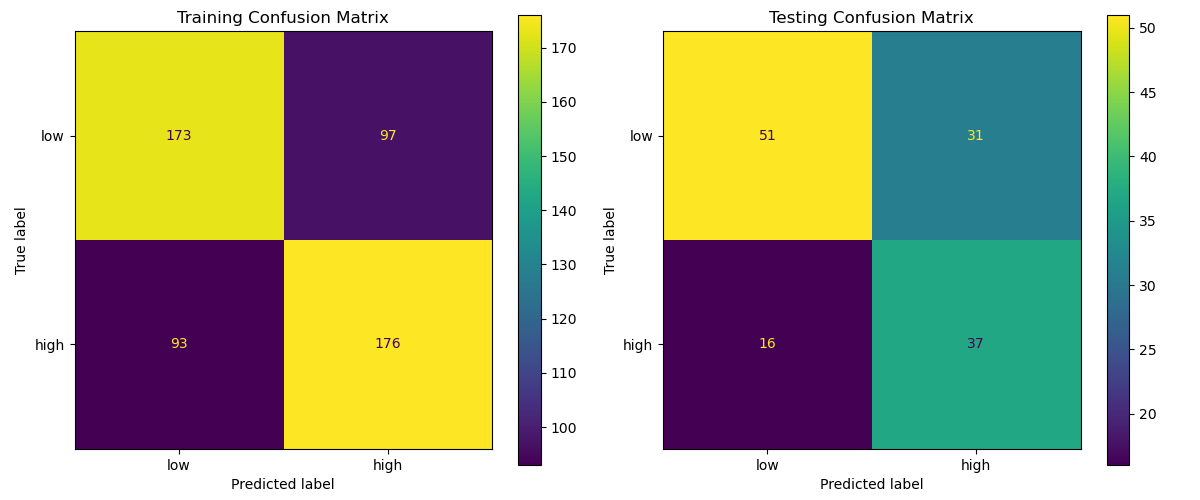 Training Confusion Matrix
True label
low
high
173
97
93
176
low
high
Predicted label
170
160
150
140
130
120
110
100
Testing Confusion Matrix
True label
low
high
51
31
16
37
low
high
Predicted label
50
45
40
35
30
25
20